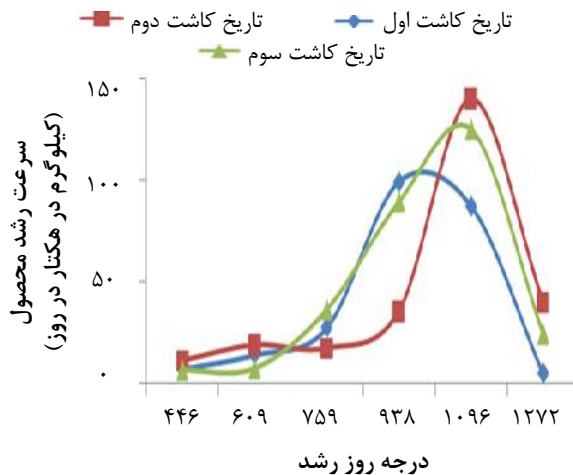 تاریخ کاشت اول تاریخ کاشت دوم
تاریخ کاشت سوم
سرعت رشد محصول
(کیلوگرم در هکتار در روز)
۱۵۰
۱۰۰
۵۰
۰
۴۴۶ ۶۰۹ ۷۵۹ ۹۳۸ ۱۰۹۶ ۱۲۷۲
درجه روز رشد